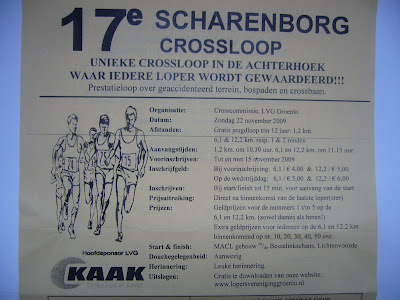 17e SCHARENBORG
CROSSLOOP
UNIEKE CROSSLOOP IN DE ACHTERHOEK
WAAR IEDERE LOPER WORDT GEWAARDEERD!!!
Prestatieloop over geaccidenteerd terrein, bospaden en crossbaan.
Organisatie: Crosscommissie, LVG Groenlo
Datum: Zondag 22 november 2009
Afstanden: Gratis jeugdloop t/m 12 jaar: 1,2 km.
6,1 & 12,2 km. resp. 1 & 2 rondes
Aanvangstijden: 1,2 km. om 10.30 uur. 6,1 en 12,2 km. om 11.15 uur.
Voorinschrijven: Tot en met 15 november 2009
Inschrijfgeld: Bij voorinschrijving: 6,1 / € 4,00 & 12,2 / € 5,00
Op de wedstrijddag: 6,1 / € 5,00 & 12,2 / € 6,00
Inschrijven: Bij start/finish tot 15 min. voor aanvang van de start
Prijsuitreiking: Direct na binnenkomst van de laatste loper(ster)
Prijzen: Geldprijzen voor de nummers 1 t/m 5 op de
6,1 en 12,2 km (zowel dames als heren!)
Extra geldprijzen voor iedereen op de 6,1 en 12,2 km
binnenkomend op nr. 10, 20, 30, 40, 50 enz.
Start & finish: MACL gebouw Besselinkschans, Lichtenvoorde
Douchegelegenheid: Aanwezig
Herinnering: Leuke herinnering.
Uitslagen: Gratis te downloaden van onze website:
www.lopersvereniginggroenlo.nl
Hoofdsponsor LVG
KAAK